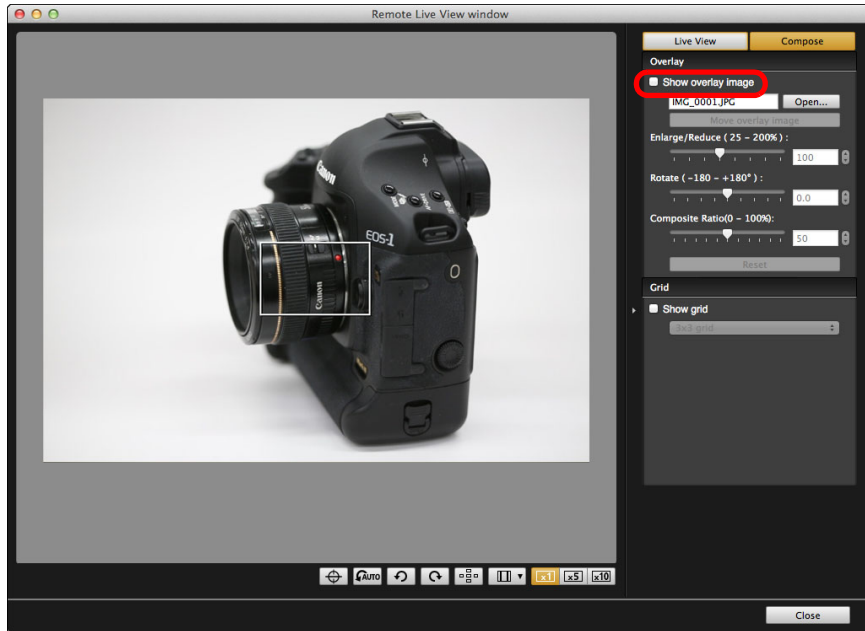 Remote Live View window
Live View
Compose
Overlay
Show overlay image
IMG_0001.JPG
Open...
Move overlay image
Enlarge/Reduce ( 25 – 200% ) :
100
Rotate ( –180 – +180° ) :
0.0
Composite Ratio(0 – 100%):
50
Reset
Grid
Show grid
3x3 grid
Canon
EOS-1
Canon
AUTO
x1
x5
x10
Close